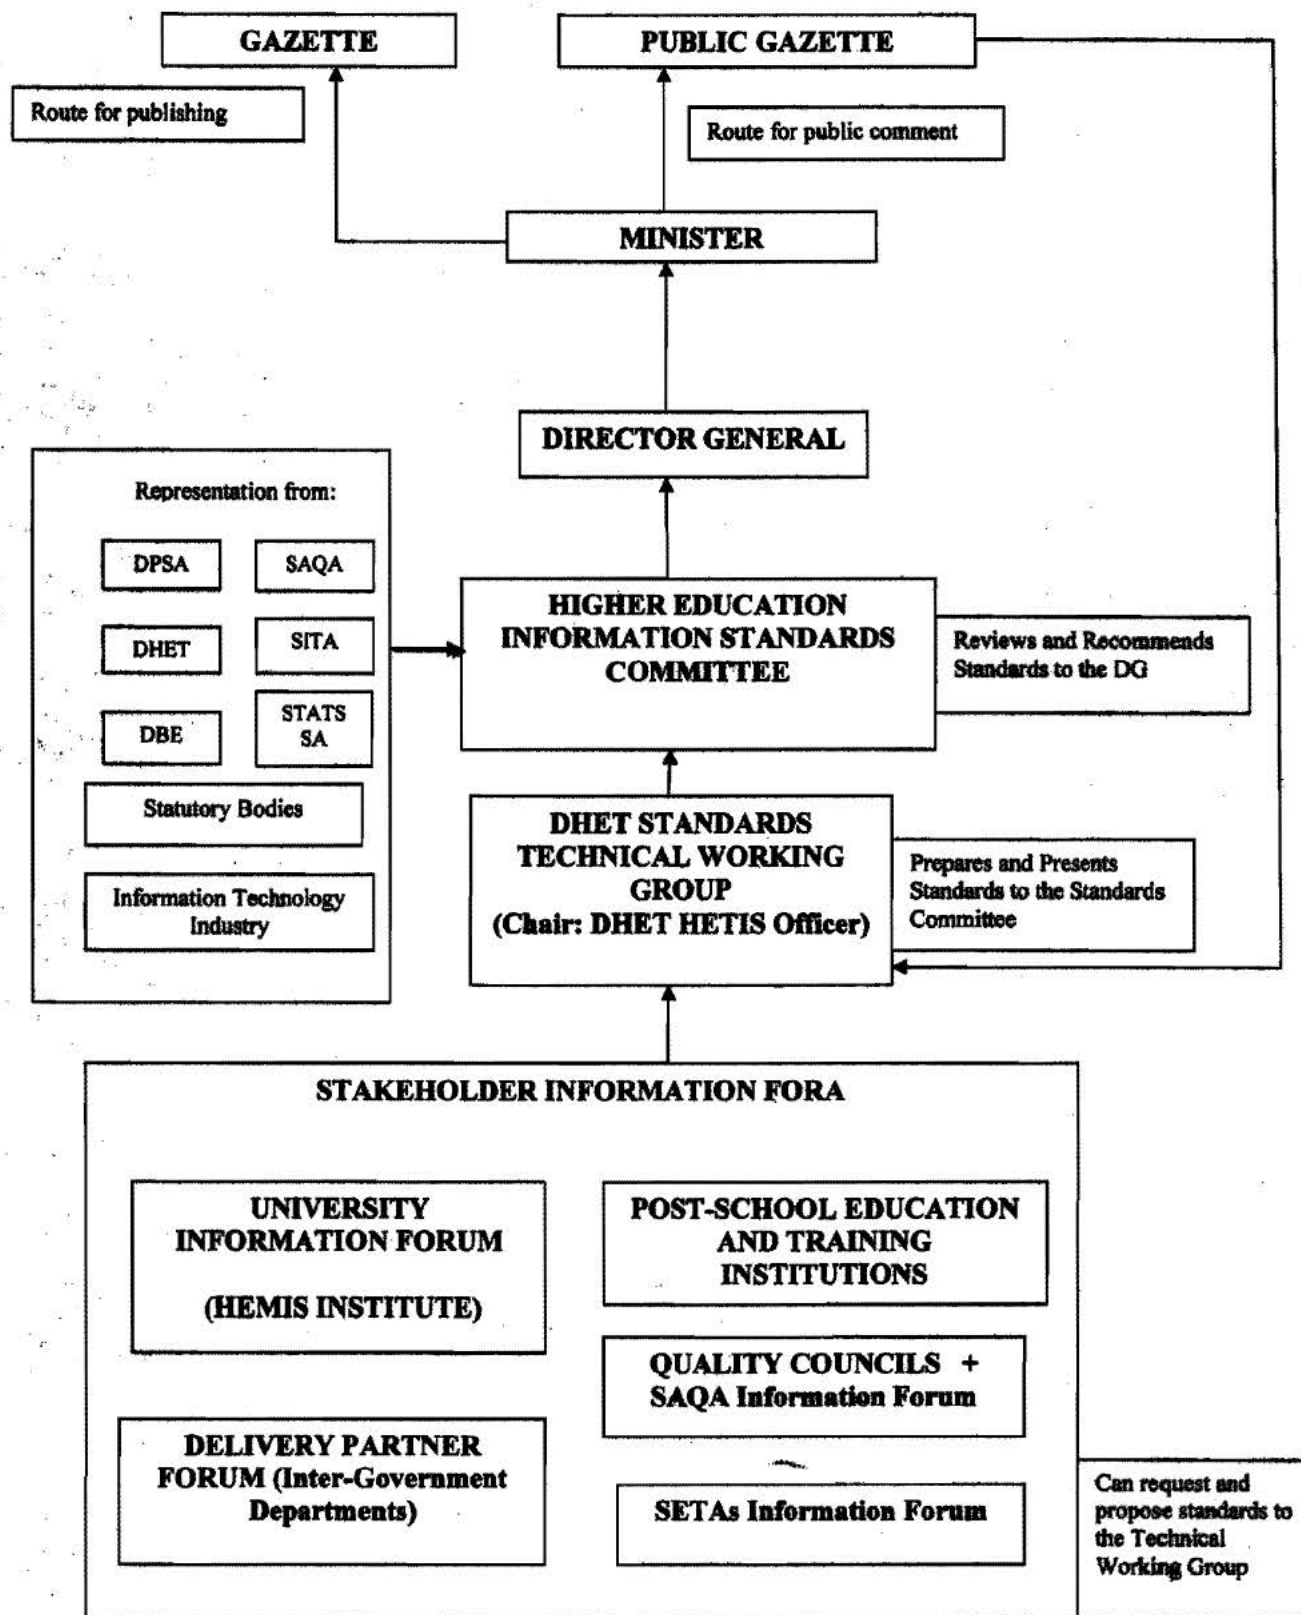 GAZETTE
PUBLIC GAZETTE
Route for publishing
Route for public comment
MINISTER
DIRECTOR GENERAL
Representation from:
DPSA
SAQA
DHET
SITA
DBE
STATS
SA
Statutory Bodies
Information Technology
Industry
HIGHER EDUCATION
INFORMATION STANDARDS
COMMITTEE
Reviews and Recommends
Standards to the DG
DHET STANDARDS
TECHNICAL WORKING
GROUP
(Chair: DHET HETIS Officer)
Prepares and Presents
Standards to the Standards
Committee
STAKEHOLDER INFORMATION FORA
UNIVERSITY
INFORMATION FORUM
(HEMIS INSTITUTE)
POST-SCHOOL EDUCATION
AND TRAINING
INSTITUTIONS
QUALITY COUNCILS +
SAQA Information Forum
DELIVERY PARTNER
FORUM (Inter-Government
Departments)
SETAs Information Forum
Can request and
propose standards to
the Technical
Working Group